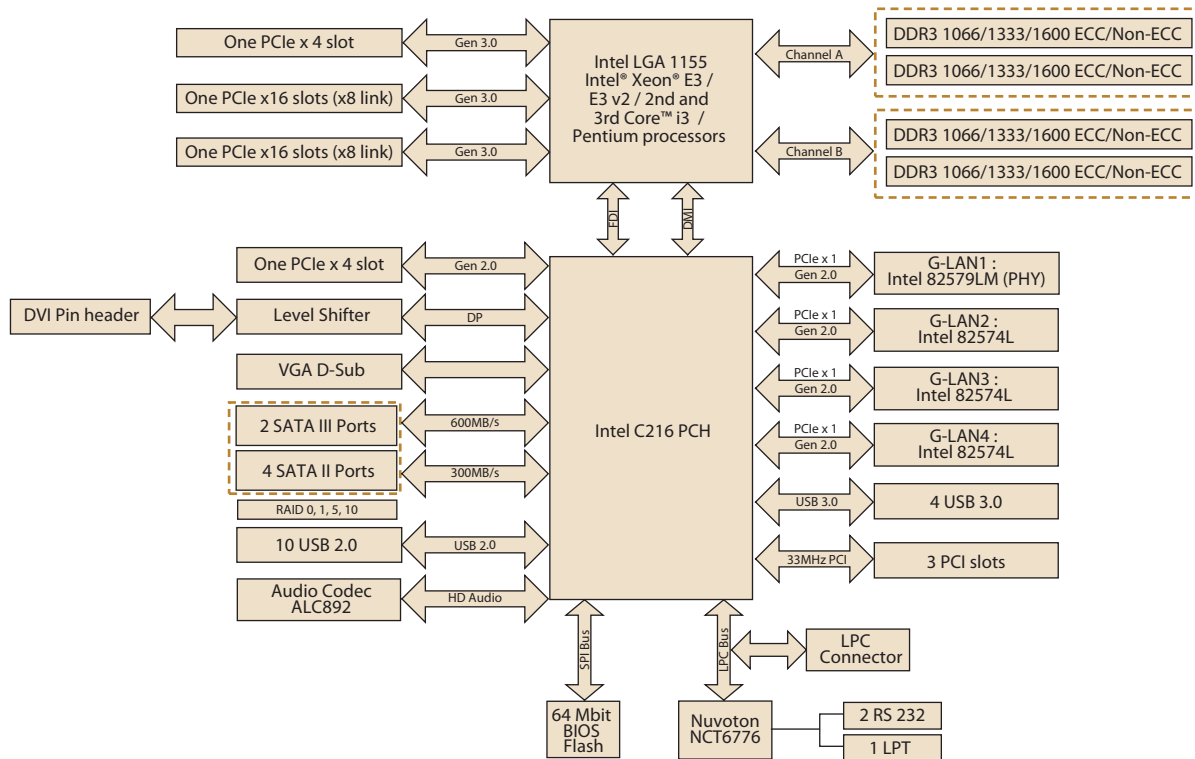 One PCIe x 4 slot
Gen 3.0
One PCIe x16 slots (x8 link)
Gen 3.0
One PCIe x16 slots (x8 link)
Gen 3.0
Intel LGA 1155
Intel® Xeon® E3 /
E3 v2 / 2nd and
3rd Core™ i3 /
Pentium processors
Channel A
DDR3 1066/1333/1600 ECC/Non-ECC
DDR3 1066/1333/1600 ECC/Non-ECC
Channel B
DDR3 1066/1333/1600 ECC/Non-ECC
DDR3 1066/1333/1600 ECC/Non-ECC
FDI
DMI
One PCIe x 4 slot
Gen 2.0
DVI Pin header
Level Shifter
DP
VGA D-Sub
2 SATA III Ports
600MB/s
4 SATA II Ports
300MB/s
RAID 0, 1, 5, 10
10 USB 2.0
USB 2.0
Audio Codec
ALC892
HD Audio
Intel C216 PCH
PCIe x 1
Gen 2.0
G-LAN1 :
Intel 82579LM (PHY)
PCIe x 1
Gen 2.0
G-LAN2 :
Intel 82574L
PCIe x 1
Gen 2.0
G-LAN3 :
Intel 82574L
PCIe x 1
Gen 2.0
G-LAN4 :
Intel 82574L
USB 3.0
4 USB 3.0
33MHz PCI
3 PCI slots
SPI Bus
LPC Bus
LPC
Connector
64 Mbit
BIOS
Flash
Nuvoton
NCT6776
2 RS 232
1 LPT